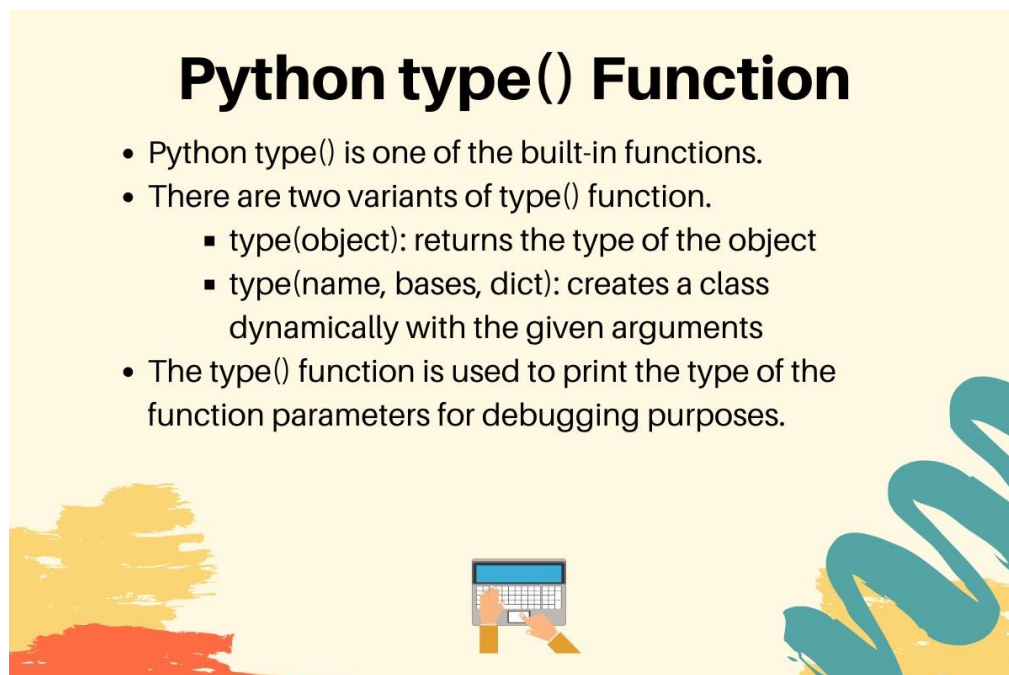 Python type() Function
• Python type() is one of the built-in functions.
• There are two variants of type() function.
▪ type(object): returns the type of the object
▪ type(name, bases, dict): creates a class
dynamically with the given arguments
• The type() function is used to print the type of the
function parameters for debugging purposes.